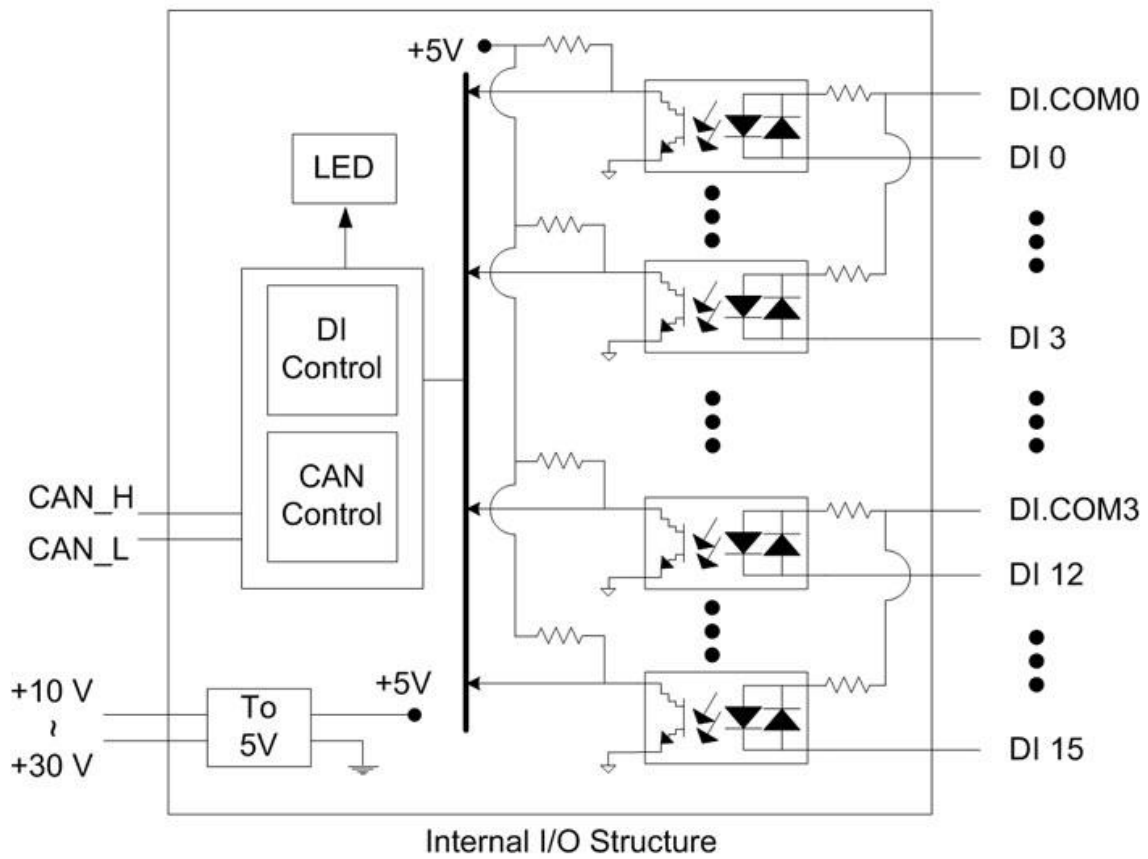 +5V
DI.COM0
DI 0
LED
DI
Control
DI 3
CAN
Control
CAN_H
CAN_L
DI.COM3
DI 12
+10 V
~
+30 V
To
5V
+5V
DI 15
Internal I/O Structure